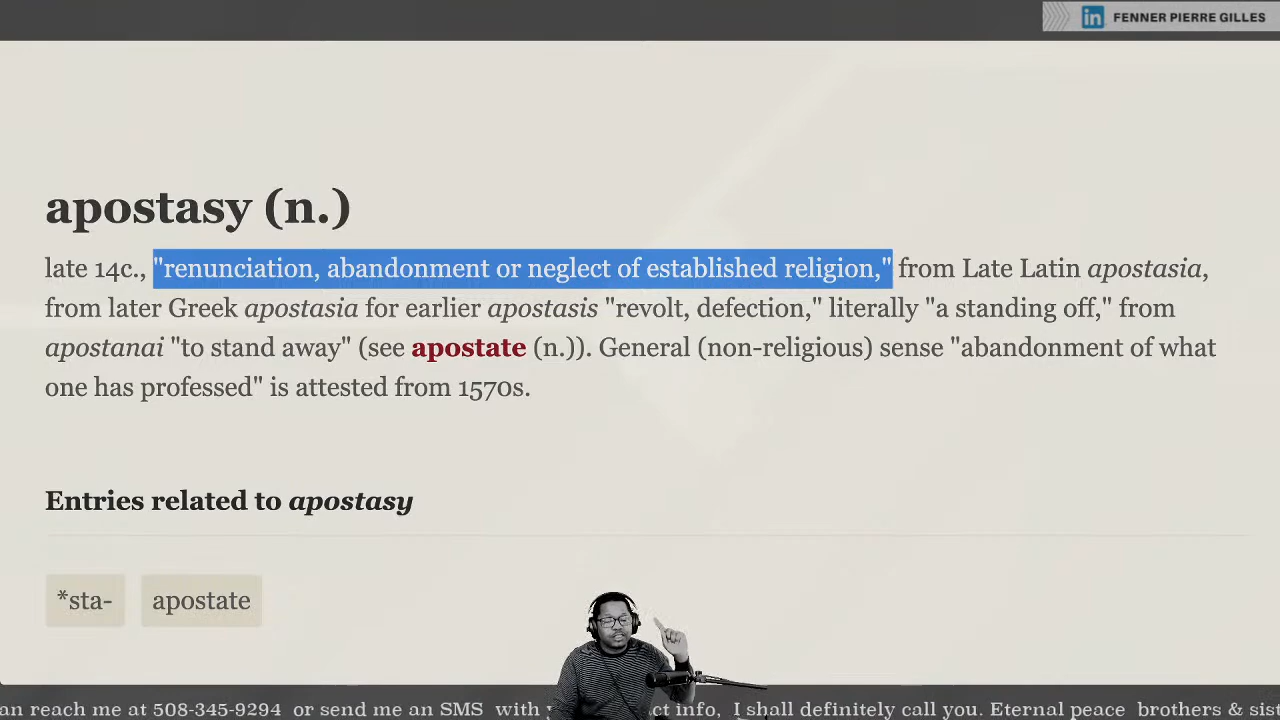 in FENNER PIERRE GILLES
apostasy (n.)
late 14c., "renunciation, abandonment or neglect of established religion," from Late Latin apostasia,
from later Greek apostasia for earlier apostasis "revolt, defection," literally "a standing off," from
apostanai "to stand away" (see apostate (n.)). General (non-religious) sense "abandonment of what
one has professed" is attested from 1570s.
Entries related to apostasy
*sta- apostate
an reach me at 508-345-9294 or send me an SMS with ct info, I shall definitely call you. Eternal peace brothers & sist